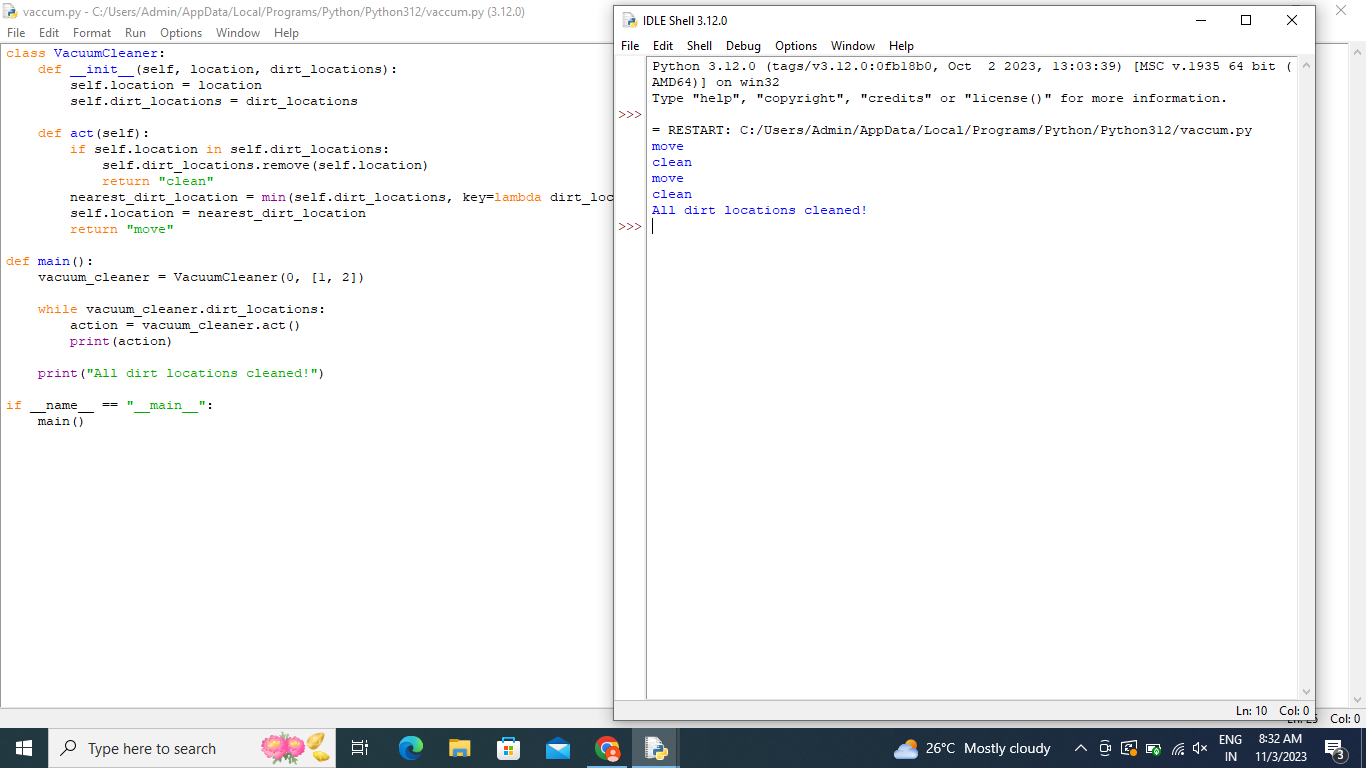 vaccum.py - C:/Users/Admin/AppData/Local/Programs/Python/Python312/vaccum.py (3.12.0)
File Edit Format Run Options Window Help
class VacuumCleaner:
    def __init__(self, location, dirt_locations):
        self.location = location
        self.dirt_locations = dirt_locations
    def act(self):
        if self.location in self.dirt_locations:
            self.dirt_locations.remove(self.location)
            return "clean"
        nearest_dirt_location = min(self.dirt_locations, key=lambda dirt_loc
        self.location = nearest_dirt_location
        return "move"
def main():
    vacuum_cleaner = VacuumCleaner(0, [1, 2])
    while vacuum_cleaner.dirt_locations:
        action = vacuum_cleaner.act()
        print(action)
    print("All dirt locations cleaned!")
if __name__ == "__main__":
    main()
Col: 0
IDLE Shell 3.12.0
File Edit Shell Debug Options Window Help
Python 3.12.0 (tags/v3.12.0:0fb18b0, Oct  2 2023, 13:03:39) [MSC v.1935 64 bit (
AMD64)] on win32
Type "help", "copyright", "credits" or "license()" for more information.
>>>
= RESTART: C:/Users/Admin/AppData/Local/Programs/Python/Python312/vaccum.py
move
clean
move
clean
All dirt locations cleaned!
>>>
Ln: 10 Col: 0
Type here to search
26°C Mostly cloudy
ENG
IN
8:32 AM
11/3/2023
3